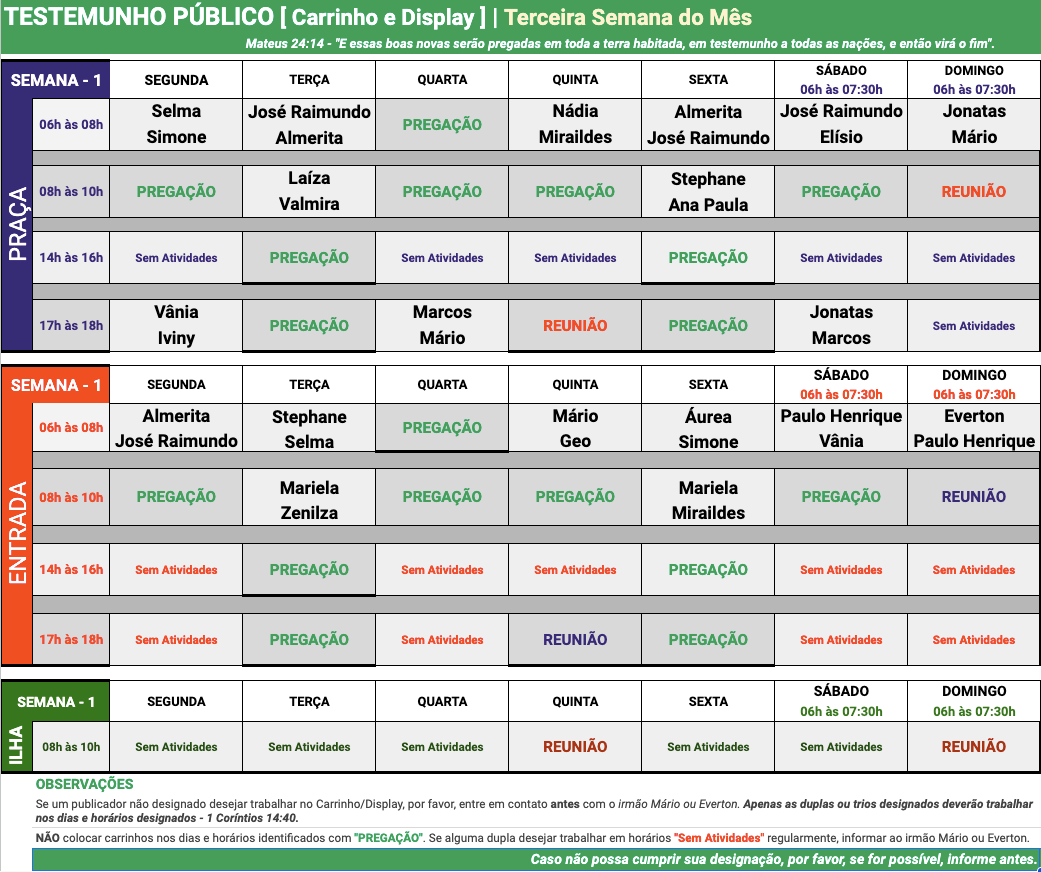 TESTEMUNHO PÚBLICO [ Carrinho e Display ] | Terceira Semana do Mês
Mateus 24:14 - "E essas boas novas serão pregadas em toda a terra habitada, em testemunho a todas as nações, e então virá o fim".
SEMANA - 1 SEGUNDA TERÇA QUARTA QUINTA SEXTA SÁBADO DOMINGO
06h às 07:30h 06h às 07:30h
PRAÇA
06h às 08h
Selma José Raimundo PREGAÇÃO Nádia Almerita José Raimundo Jonatas
Simone Almerita Miraildes José Raimundo Elísio Mário
08h às 10h PREGAÇÃO Laíza PREGAÇÃO PREGAÇÃO Stephane PREGAÇÃO REUNIÃO
Valmira Ana Paula
14h às 16h Sem Atividades PREGAÇÃO Sem Atividades Sem Atividades PREGAÇÃO Sem Atividades Sem Atividades
17h às 18h Vânia PREGAÇÃO Marcos REUNIÃO PREGAÇÃO Jonatas Sem Atividades
Iviny Mário Marcos
SEMANA - 1 SEGUNDA TERÇA QUARTA QUINTA SEXTA SÁBADO DOMINGO
06h às 07:30h 06h às 07:30h
ENTRADA
06h às 08h Almerita Stephane PREGAÇÃO Mário Áurea Paulo Henrique Everton
José Raimundo Selma Geo Simone Vânia Paulo Henrique
08h às 10h PREGAÇÃO Mariela PREGAÇÃO PREGAÇÃO Mariela PREGAÇÃO REUNIÃO
Zenilza Miraildes
14h às 16h Sem Atividades PREGAÇÃO Sem Atividades Sem Atividades PREGAÇÃO Sem Atividades Sem Atividades
17h às 18h Sem Atividades PREGAÇÃO Sem Atividades REUNIÃO PREGAÇÃO Sem Atividades Sem Atividades
SEMANA - 1 SEGUNDA TERÇA QUARTA QUINTA SEXTA SÁBADO DOMINGO
06h às 07:30h 06h às 07:30h
ILHA
08h às 10h Sem Atividades Sem Atividades Sem Atividades REUNIÃO Sem Atividades Sem Atividades REUNIÃO
OBSERVAÇÕES
Se um publicador não designado desejar trabalhar no Carrinho/Display, por favor, entre em contato antes com o irmão Mário ou Everton. Apenas as duplas ou trios designados deverão trabalhar
nos dias e horários designados - 1 Coríntios 14:40.
NÃO colocar carrinhos nos dias e horários identificados com "PREGAÇÃO". Se alguma dupla desejar trabalhar em horários "Sem Atividades" regularmente, informar ao irmão Mário ou Everton.
Caso não possa cumprir sua designação, por favor, se for possível, informe antes.